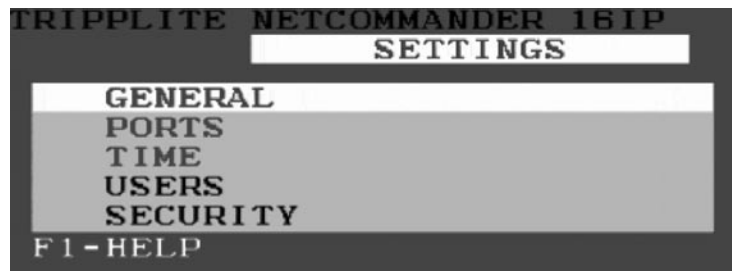 TRIPPLITE NETCOMMANDER 16IP
SETTINGS
GENERAL
PORTS
TIME
USERS
SECURITY
F1-HELP